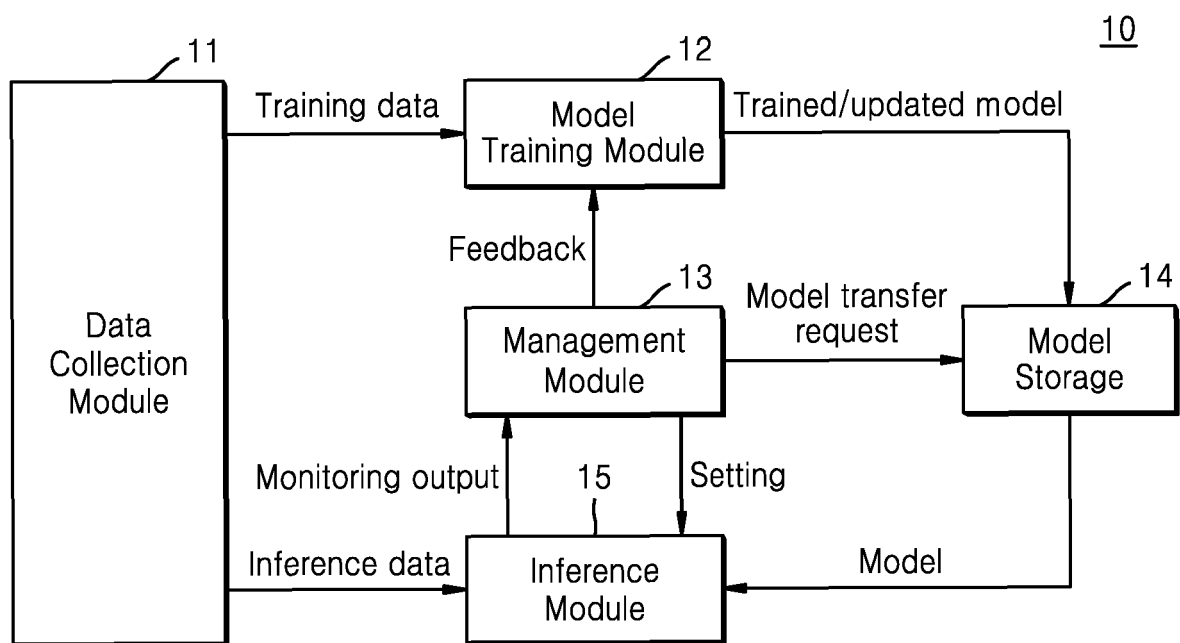 10
11
12
Training data
Model
Training Module
Trained/updated model
Feedback
13
14
Data
Collection
Module
Management
Module
Model transfer
request
Model
Storage
Monitoring output
15
Setting
Inference data
Inference
Module
Model